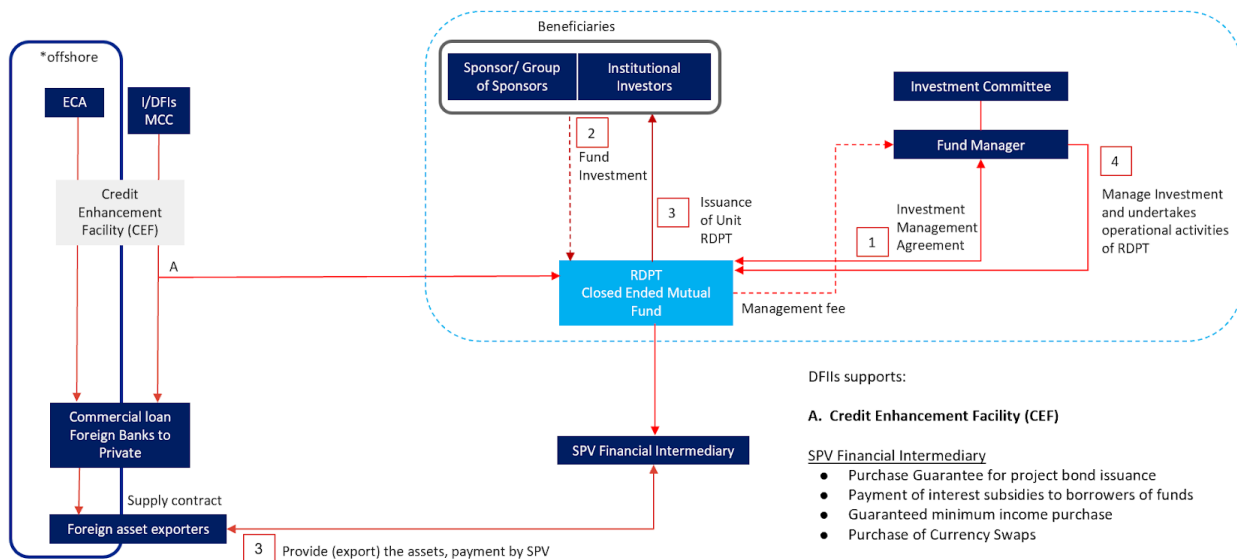 *offshore
ECA
I/DFIs
MCC
Credit
Enhancement
Facility (CEF)
A
Commercial loan
Foreign Banks to
Private
Supply contract
Foreign asset exporters
3
Provide (export) the assets, payment by SPV
Beneficiaries
Sponsor/ Group
of Sponsors
Institutional
Investors
2
Fund
Investment
3
Issuance
of Unit
RDPT
RDPT
Closed Ended Mutual
Fund
Management fee
SPV Financial Intermediary
Investment Committee
Fund Manager
1
Investment
Management
Agreement
4
Manage Investment
and undertakes
operational activities
of RDPT
DFIIs supports:
A. Credit Enhancement Facility (CEF)
SPV Financial Intermediary
● Purchase Guarantee for project bond issuance
● Payment of interest subsidies to borrowers of funds
● Guaranteed minimum income purchase
● Purchase of Currency Swaps